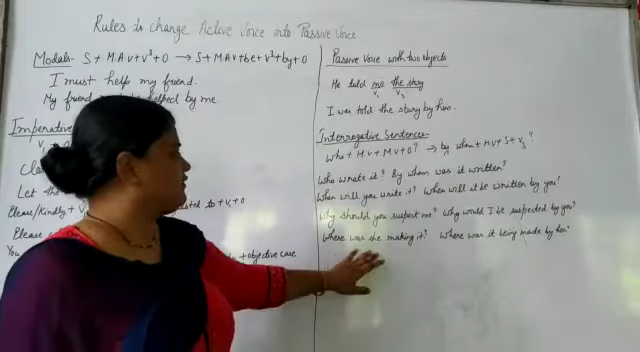 Rules to change Active Voice into Passive Voice
Modals- S + M.Av + v³ + O → S + M.Av + be + v³ + by + O
I must help my friend.
My friend helped by me.
Imperative
Let the
Please/Kindly + v requested to + v₁ + O
Please
You + objective case
Passive Voice with two objects
He told me the story
I was told the story by him.
Interrogative Sentences-
Who + H.v + M.v + O? → by whom + H.v + S + v₃?
Who wrote it? By whom was it written?
When will you write it? When will it be written by you?
Why should you suspect me? Why would I be suspected by you?
Where was she making it? Where was it being made by her?